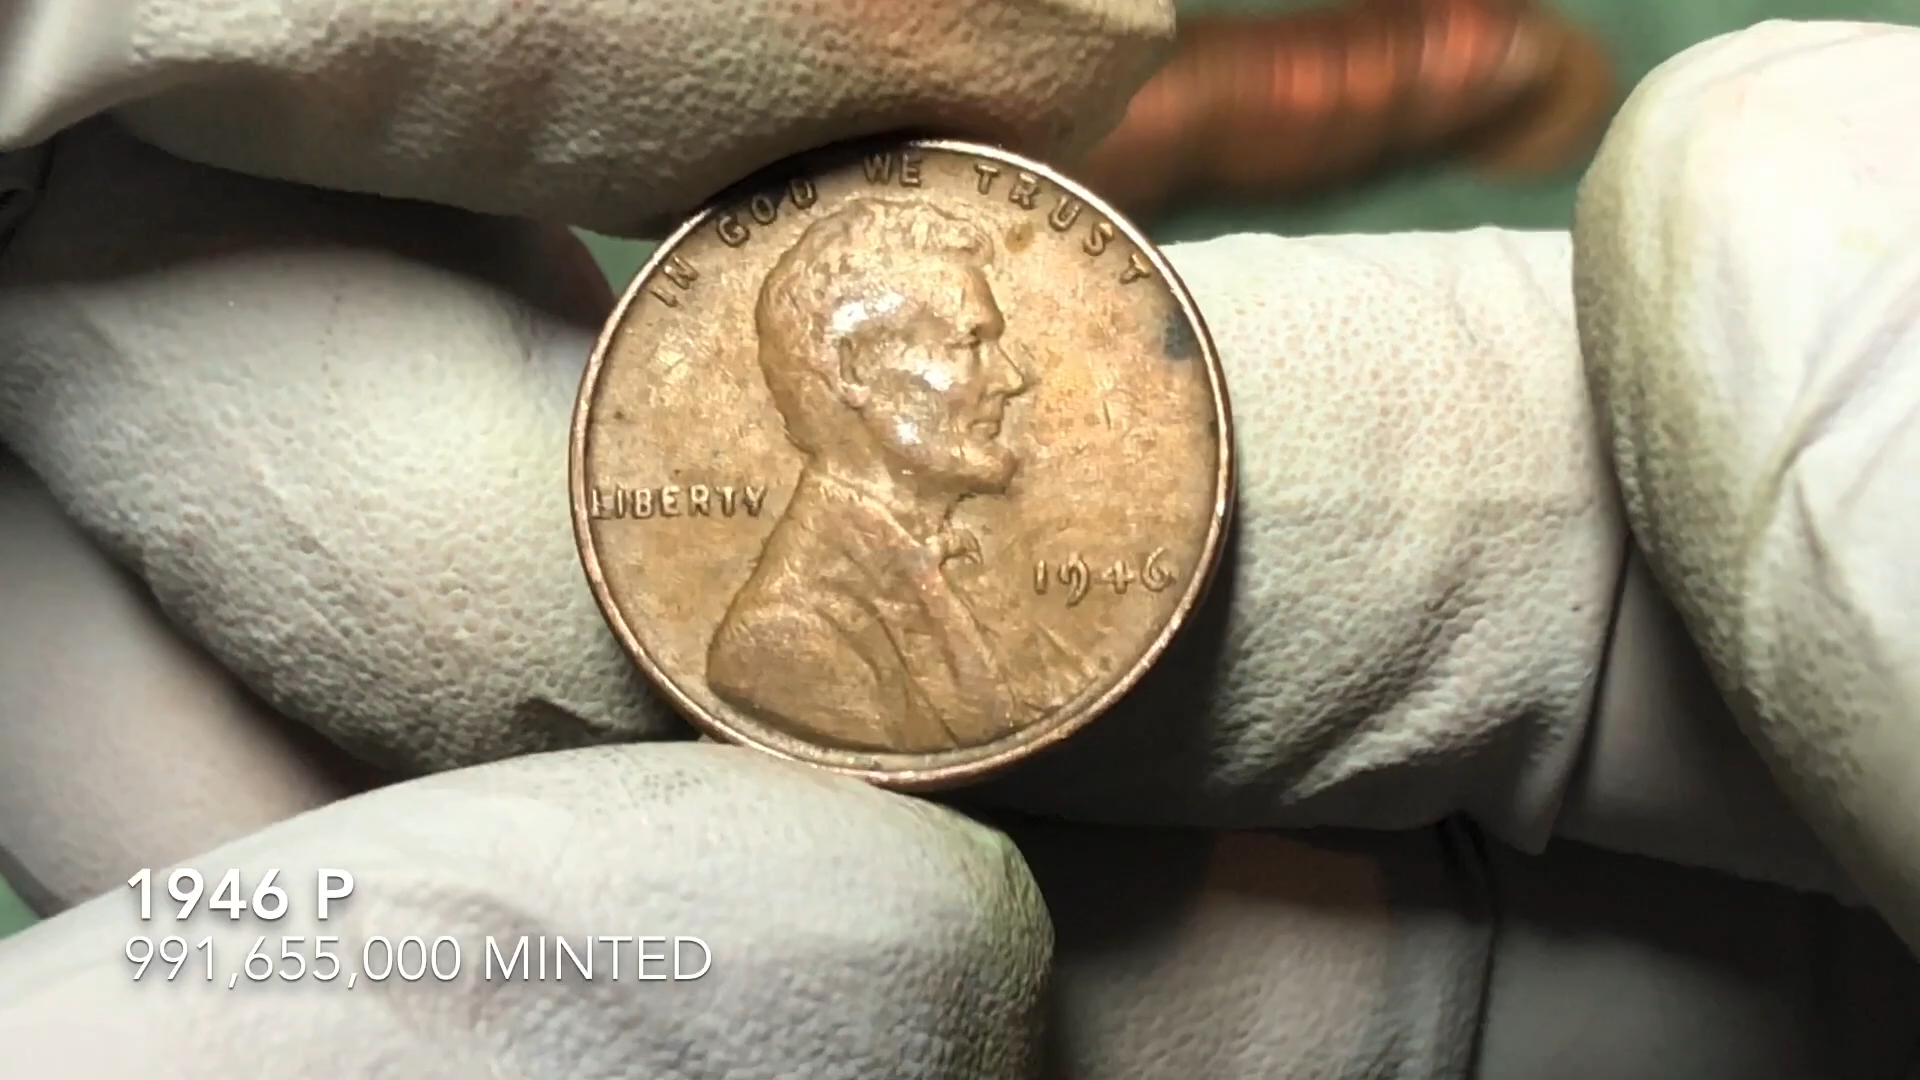 IN GOD WE TRUST
LIBERTY
1946
1946 P
991,655,000 MINTED